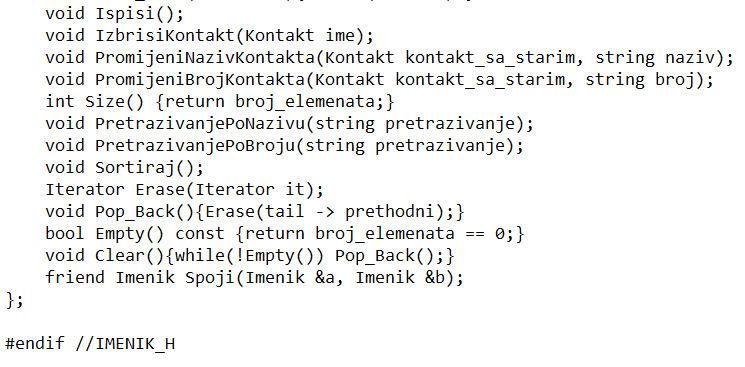 void Ispisi();
void IzbrisiKontakt(Kontakt ime);
void PromijeniNazivKontakta(Kontakt kontakt_sa_starim, string naziv);
void PromijeniBrojKontakta(Kontakt kontakt_sa_starim, string broj);
int Size() {return broj_elemenata;}
void PretrazivanjePoNazivu(string pretrazivanje);
void PretrazivanjePoBroju(string pretrazivanje);
void Sortiraj();
Iterator Erase(Iterator it);
void Pop_Back(){Erase(tail -> prethodni);}
bool Empty() const {return broj_elemenata == 0;}
void Clear(){while(!Empty()) Pop_Back();}
friend Imenik Spoji(Imenik &a, Imenik &b);
};
#endif //IMENIK_H